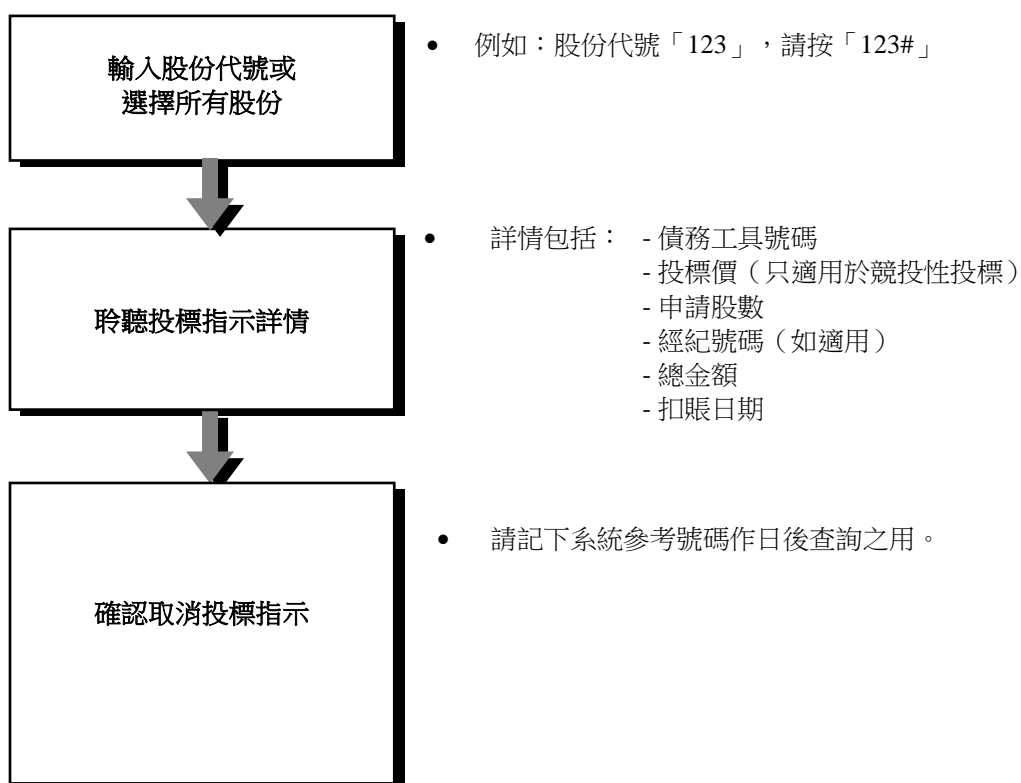 輸入股份代號或
選擇所有股份
• 例如：股份代號「123」，請按「123#」
聆聽投標指示詳情
• 詳情包括： - 債務工具號碼
- 投標價（只適用於競投性投標）
- 申請股數
- 經紀號碼（如適用）
- 總金額
- 扣賬日期
確認取消投標指示
• 請記下系統參考號碼作日後查詢之用。